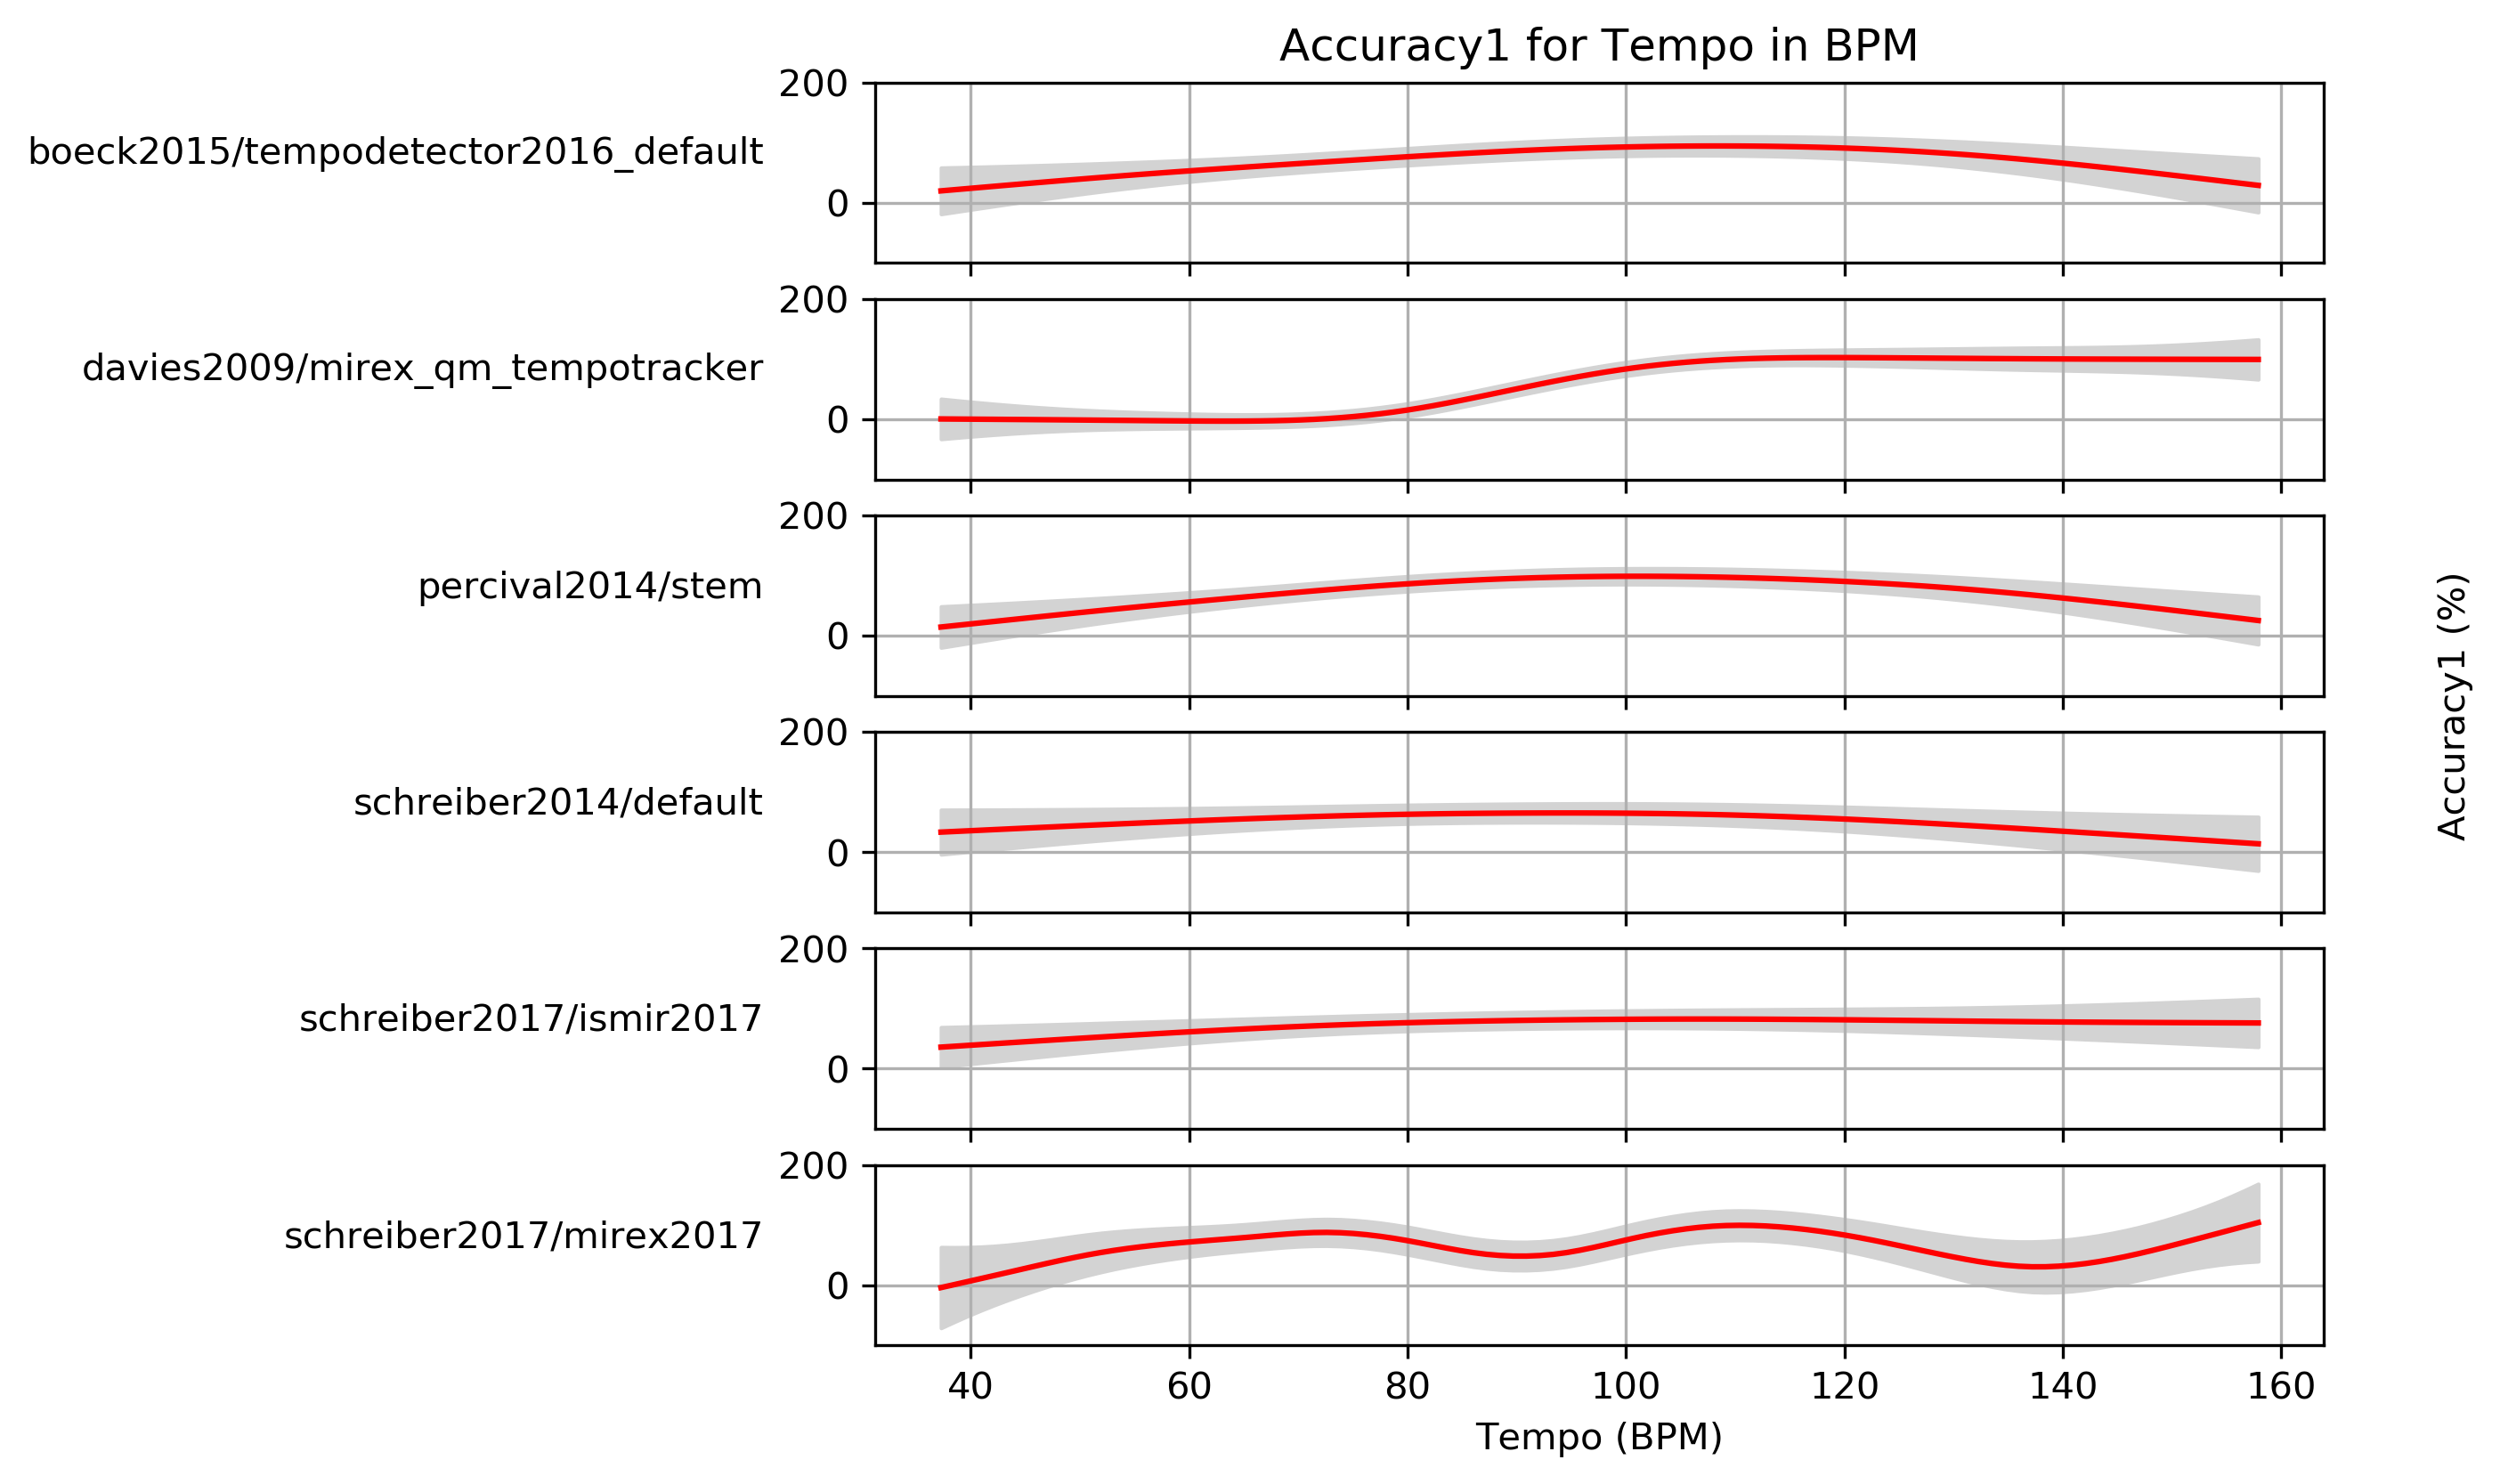 Accuracy1 for Tempo in BPM
200
boeck2015/tempodetector2016_default
0
200
davies2009/mirex_qm_tempotracker
0
200
percival2014/stem
0
200
schreiber2014/default
0
200
schreiber2017/ismir2017
0
200
schreiber2017/mirex2017
0
40 60 80 100 120 140 160
Tempo (BPM)
Accuracy1 (%)